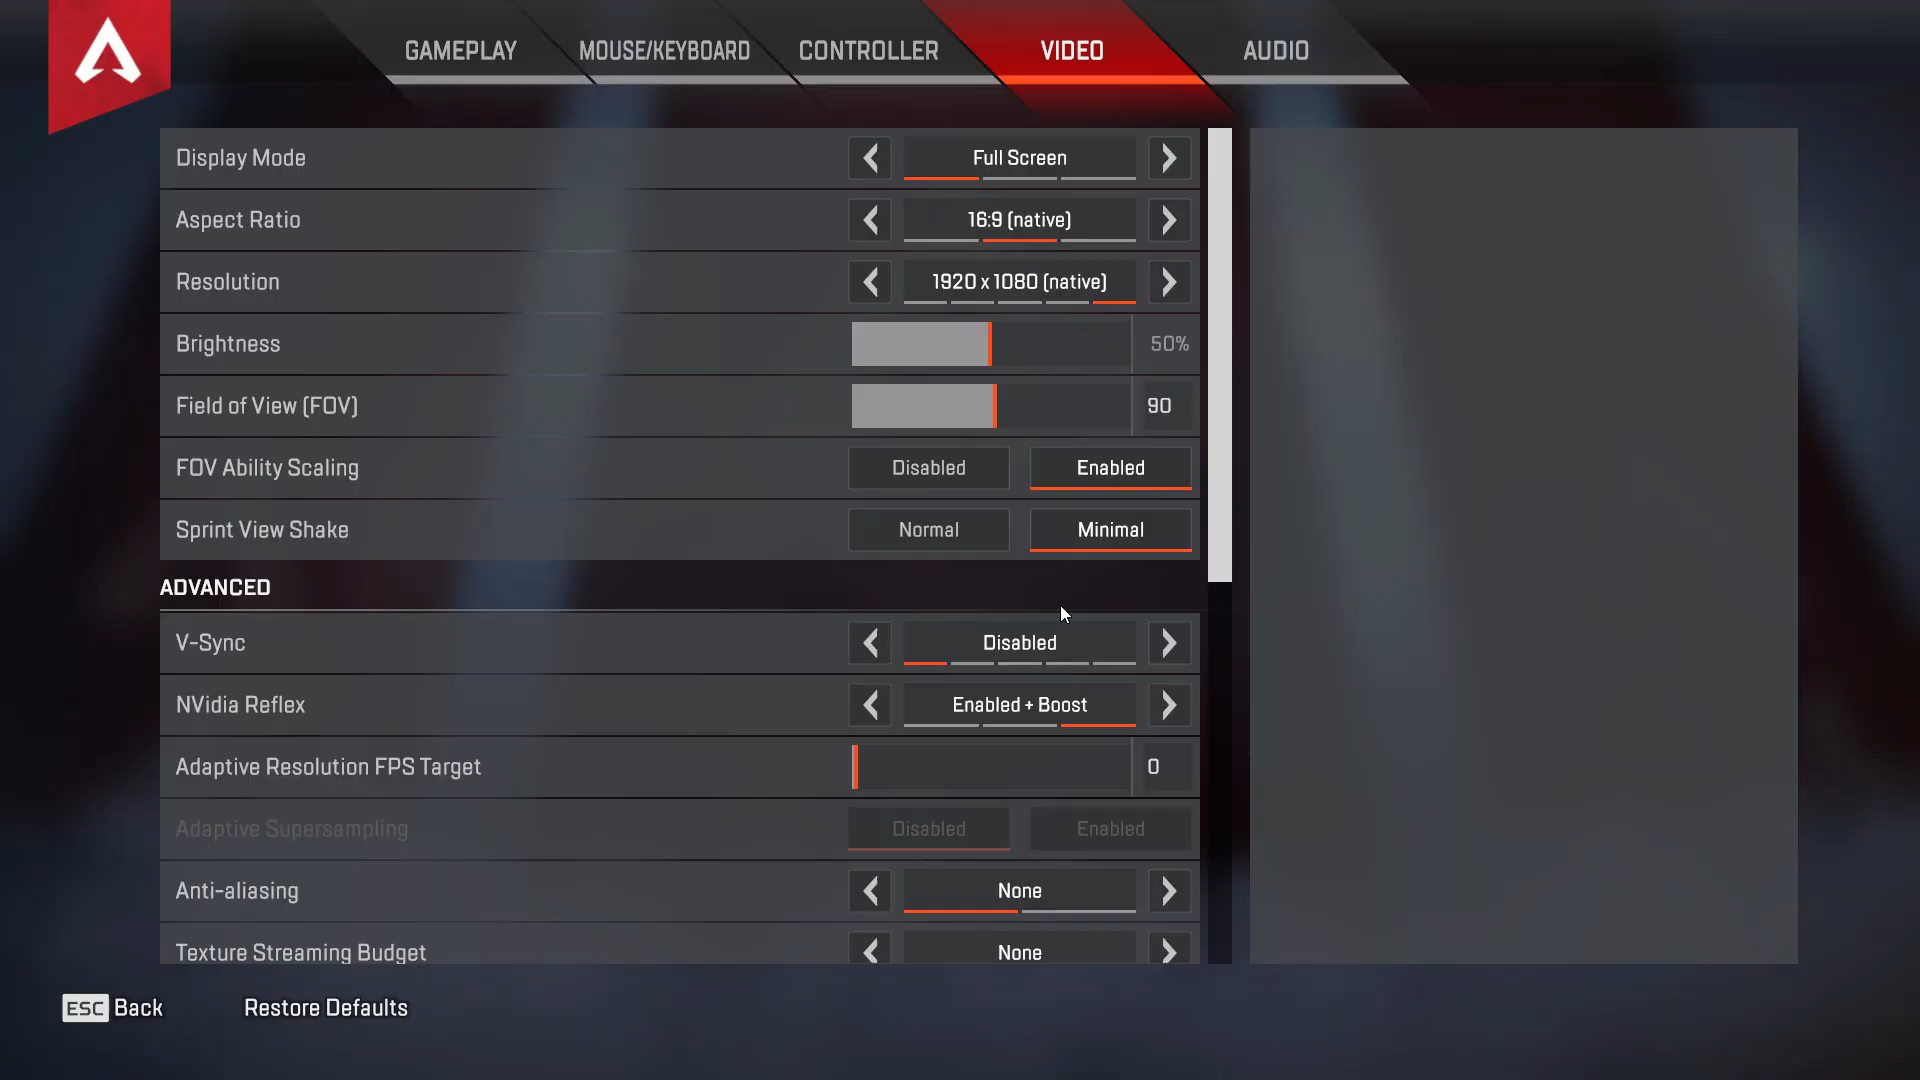 GAMEPLAY MOUSE/KEYBOARD CONTROLLER VIDEO AUDIO
Display Mode Full Screen
Aspect Ratio 16:9 (native)
Resolution 1920 x 1080 (native)
Brightness 50%
Field of View (FOV) 90
FOV Ability Scaling Disabled Enabled
Sprint View Shake Normal Minimal
ADVANCED
V-Sync Disabled
NVidia Reflex Enabled + Boost
Adaptive Resolution FPS Target 0
Adaptive Supersampling Disabled Enabled
Anti-aliasing None
Texture Streaming Budget None
ESC Back Restore Defaults